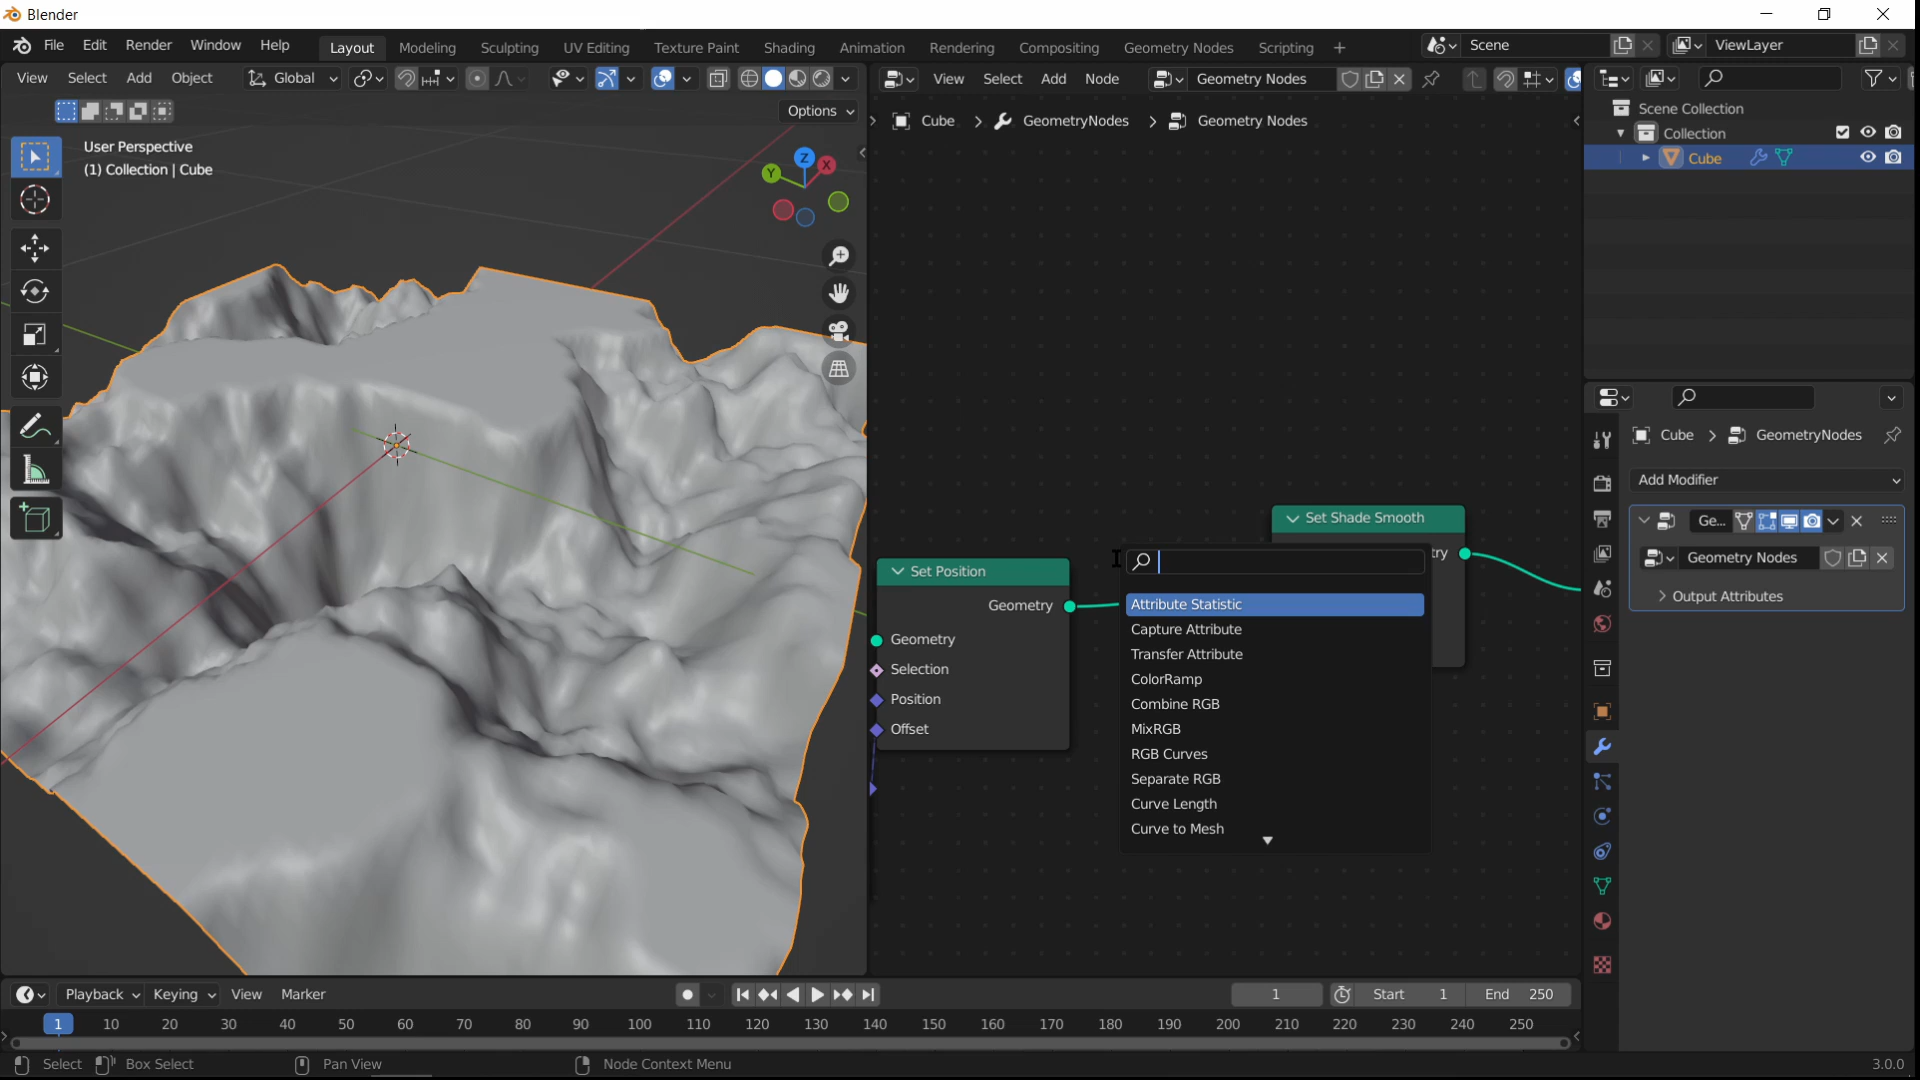 Blender
File Edit Render Window Help Layout Modeling Sculpting UV Editing Texture Paint Shading Animation Rendering Compositing Geometry Nodes Scripting + Scene ViewLayer
View Select Add Object Global View Select Add Node Geometry Nodes
Options
Scene Collection
Cube > GeometryNodes > Geometry Nodes
Collection
User Perspective
(1) Collection | Cube
Cube
Z X Y
Cube > GeometryNodes
Add Modifier
Set Shade Smooth
Ge...
try
Geometry Nodes
Set Position
Output Attributes
Geometry
Attribute Statistic
Capture Attribute
Geometry
Transfer Attribute
Selection
ColorRamp
Position
Combine RGB
Offset
MixRGB
RGB Curves
Separate RGB
Curve Length
Curve to Mesh
Playback Keying View Marker 1 Start 1 End 250
1 10 20 30 40 50 60 70 80 90 100 110 120 130 140 150 160 170 180 190 200 210 220 230 240 250
Select Box Select Pan View Node Context Menu 3.0.0